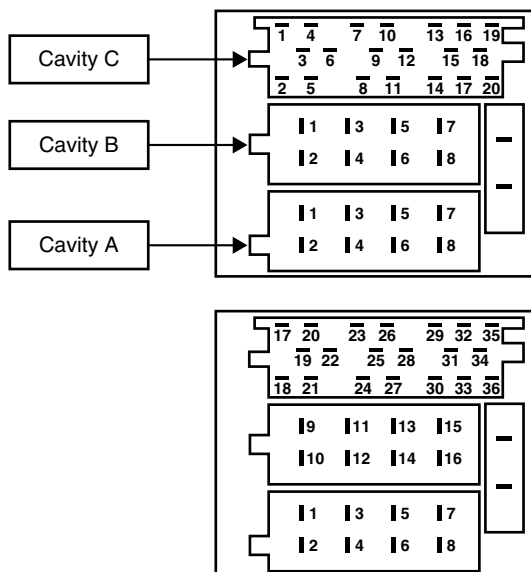 1 4 7 10 13 16 19
Cavity C
3 6 9 12 15 18
2 5 8 11 14 17 20
1 3 5 7
Cavity B
2 4 6 8
1 3 5 7
Cavity A
2 4 6 8
17 20 23 26 29 32 35
19 22 25 28 31 34
18 21 24 27 30 33 36
9 11 13 15
10 12 14 16
1 3 5 7
2 4 6 8